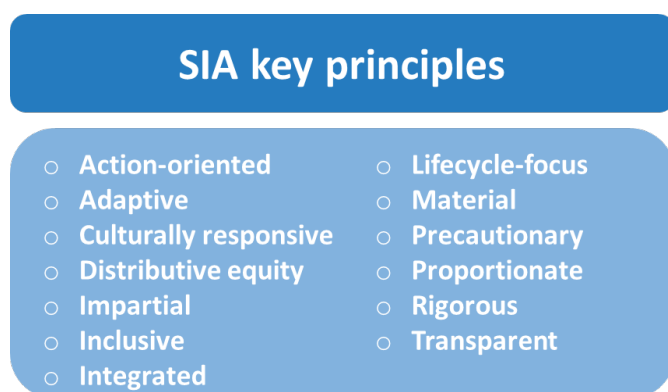 SIA key principles
○ Action-oriented
○ Adaptive
○ Culturally responsive
○ Distributive equity
○ Impartial
○ Inclusive
○ Integrated
○ Lifecycle-focus
○ Material
○ Precautionary
○ Proportionate
○ Rigorous
○ Transparent